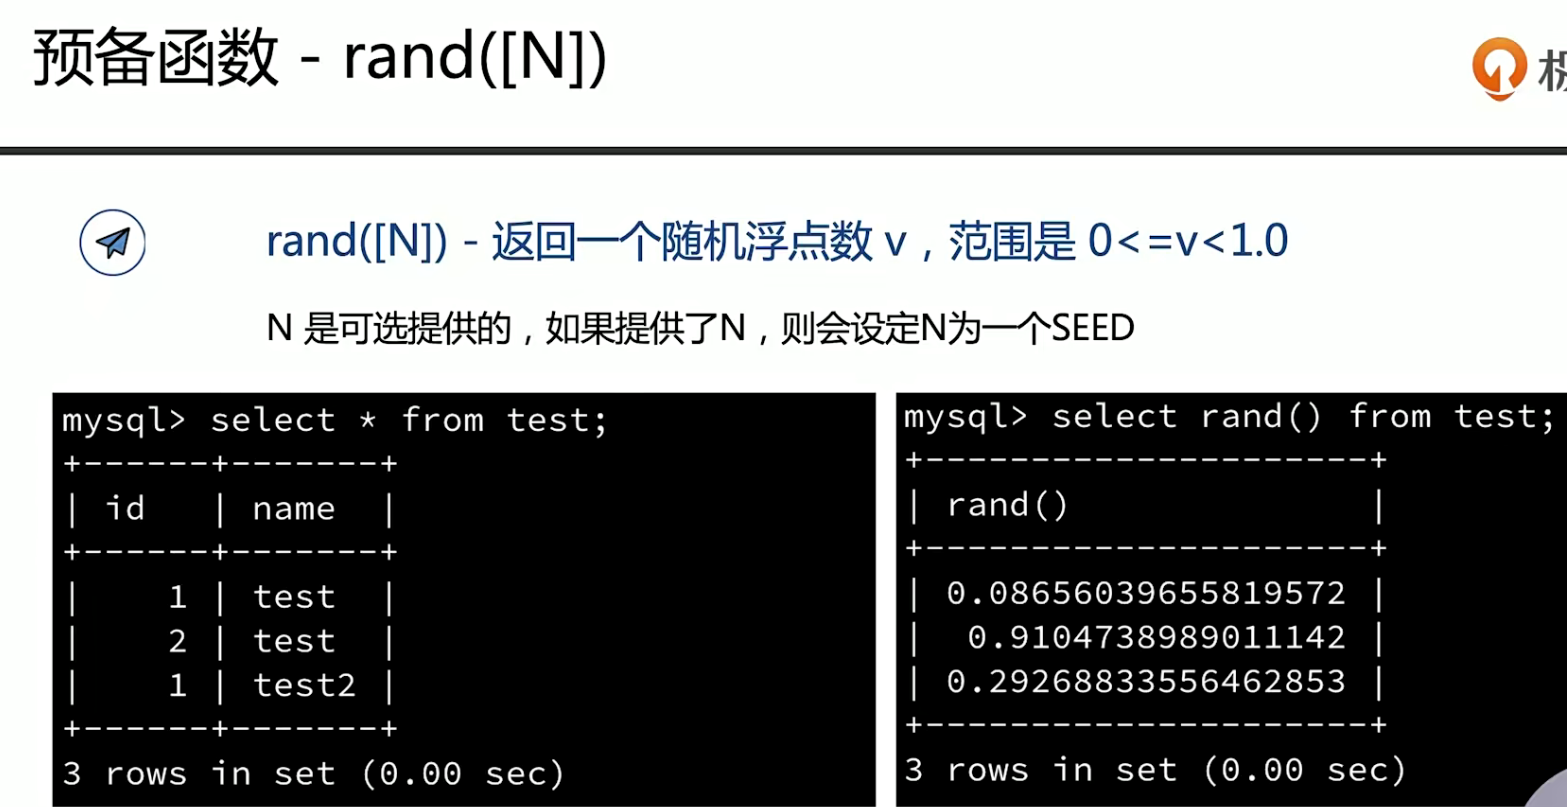 预备函数 - rand([N])
极
rand([N]) - 返回一个随机浮点数 v，范围是 0<=v<1.0
N 是可选提供的，如果提供了N，则会设定N为一个SEED
mysql> select * from test;
+------+-------+
| id | name |
+------+-------+
| 1 | test |
| 2 | test |
| 1 | test2 |
+------+-------+
3 rows in set (0.00 sec)
mysql> select rand() from test;
+---------------------+
| rand() |
+---------------------+
| 0.08656039655819572 |
| 0.9104738989011142 |
| 0.29268833556462853 |
+---------------------+
3 rows in set (0.00 sec)